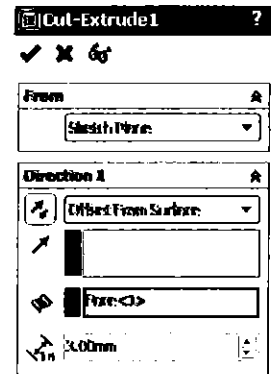 Cut-Extrude1 ?
From
Sketch Plane
Direction 1
Offset From Surface
Face<1>
3.00mm